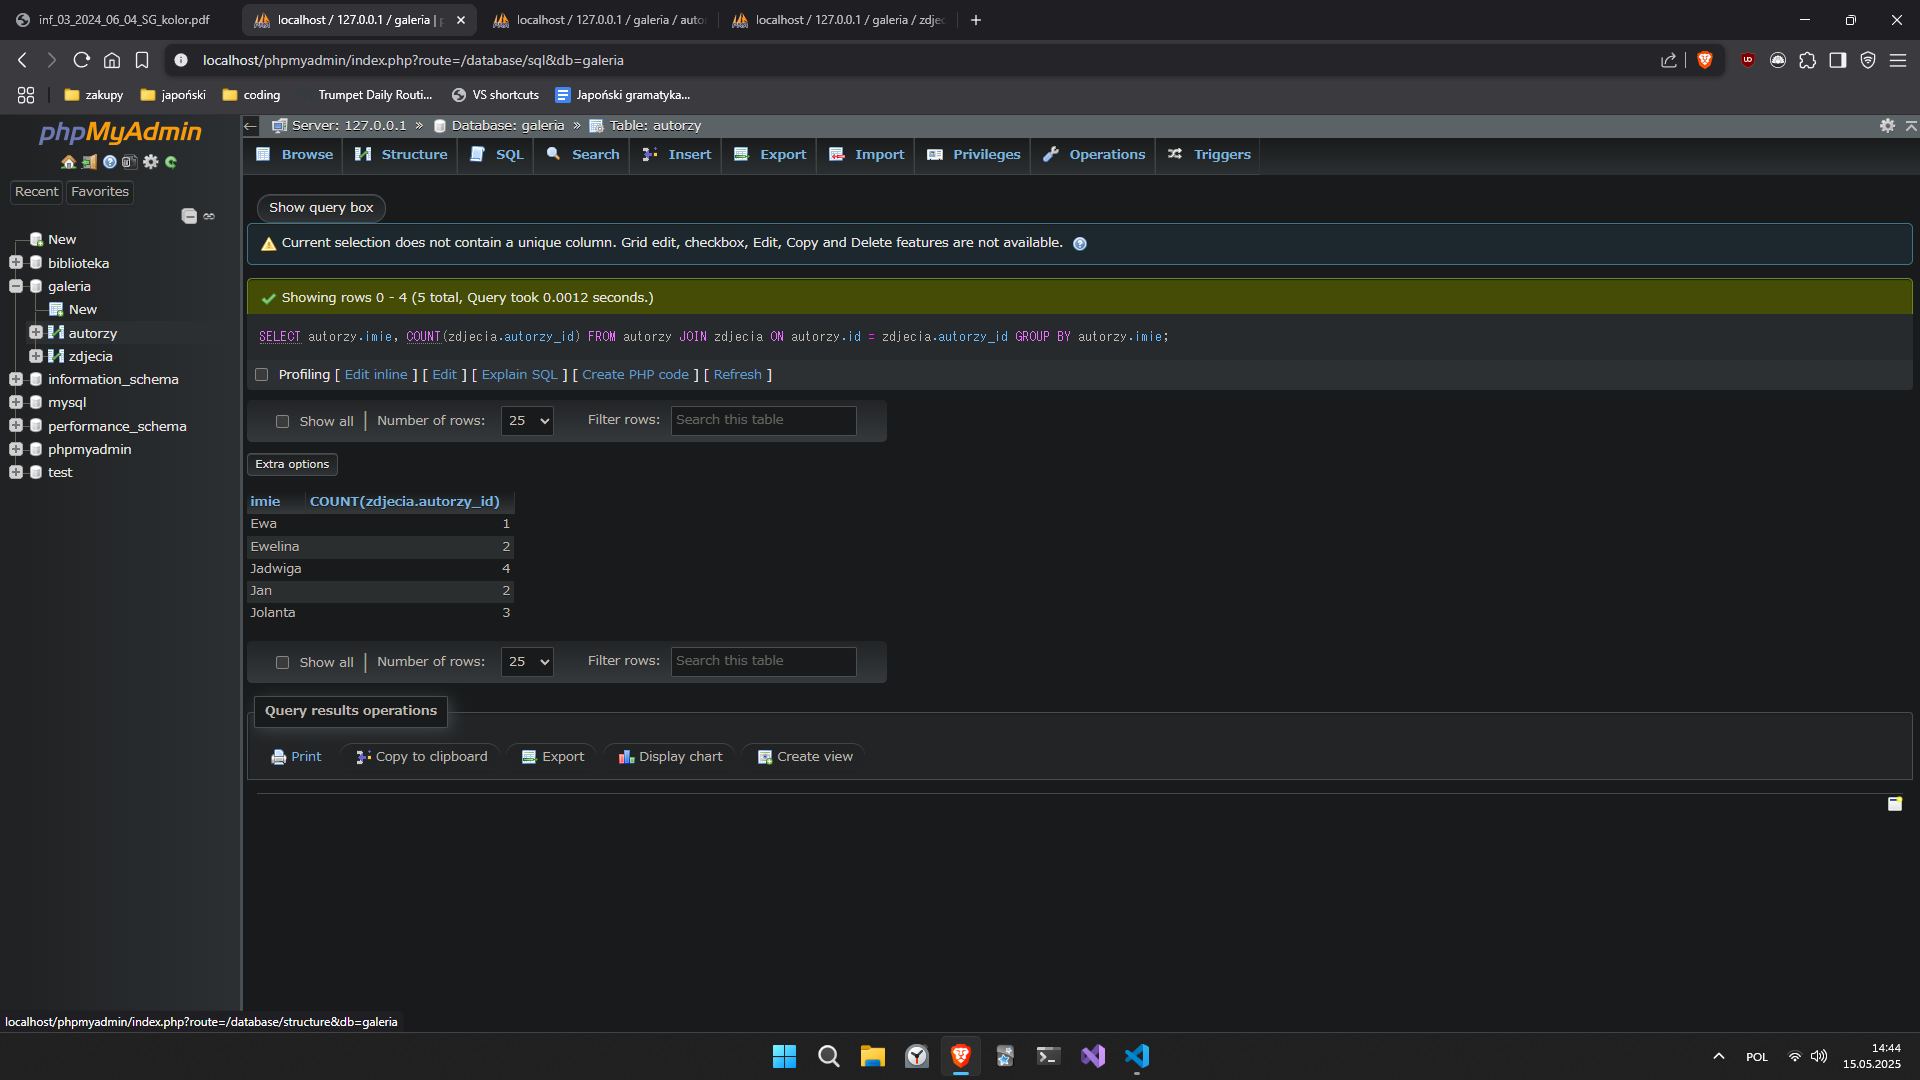 inf_03_2024_06_04_SG_kolor.pdf
localhost / 127.0.0.1 / galeria |
localhost / 127.0.0.1 / galeria / auto
localhost / 127.0.0.1 / galeria / zdjec
localhost/phpmyadmin/index.php?route=/database/sql&db=galeria
zakupy
japoński
coding
Trumpet Daily Routi...
VS shortcuts
Japoński gramatyka...
phpMyAdmin
Recent
Favorites
New
biblioteka
galeria
New
autorzy
zdjecia
information_schema
mysql
performance_schema
phpmyadmin
test
Server: 127.0.0.1 » Database: galeria » Table: autorzy
Browse
Structure
SQL
Search
Insert
Export
Import
Privileges
Operations
Triggers
Show query box
Current selection does not contain a unique column. Grid edit, checkbox, Edit, Copy and Delete features are not available.
Showing rows 0 - 4 (5 total, Query took 0.0012 seconds.)
SELECT autorzy.imie, COUNT(zdjecia.autorzy_id) FROM autorzy JOIN zdjecia ON autorzy.id = zdjecia.autorzy_id GROUP BY autorzy.imie;
Profiling [ Edit inline ] [ Edit ] [ Explain SQL ] [ Create PHP code ] [ Refresh ]
Show all | Number of rows: 25 Filter rows: Search this table
Extra options
imie COUNT(zdjecia.autorzy_id)
Ewa 1
Ewelina 2
Jadwiga 4
Jan 2
Jolanta 3
Show all | Number of rows: 25 Filter rows: Search this table
Query results operations
Print
Copy to clipboard
Export
Display chart
Create view
localhost/phpmyadmin/index.php?route=/database/structure&db=galeria
POL
14:44
15.05.2025